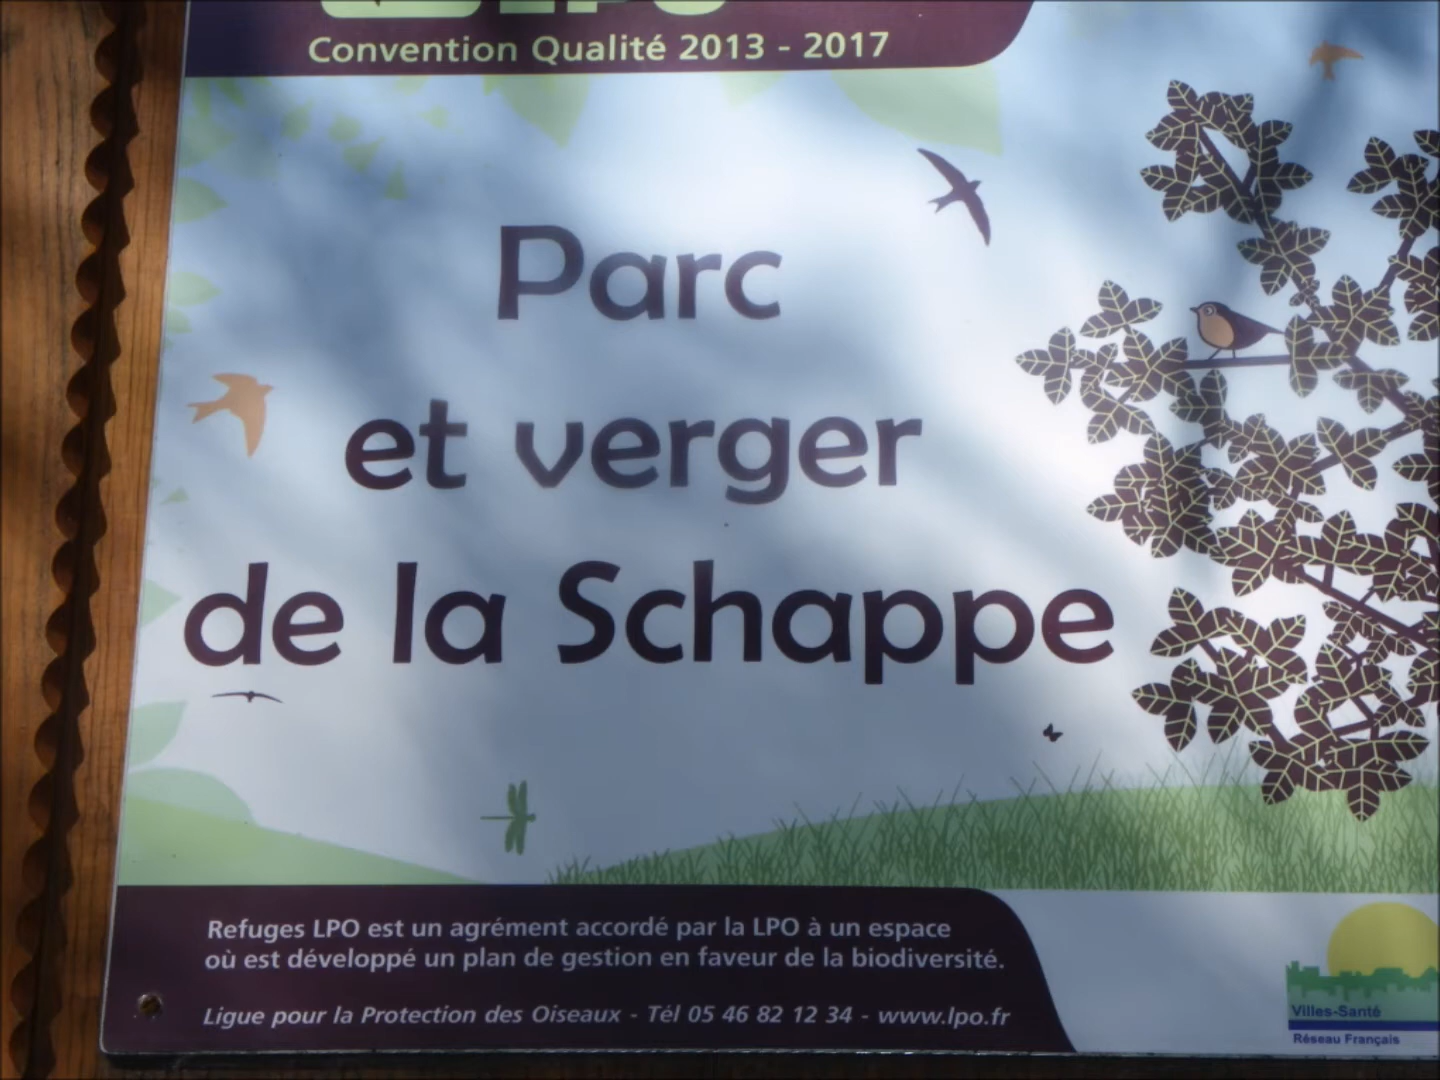 LPO
Convention Qualité 2013 - 2017
Parc
et verger
de la Schappe
Refuges LPO est un agrément accordé par la LPO à un espace
où est développé un plan de gestion en faveur de la biodiversité.
Ligue pour la Protection des Oiseaux - Tél 05 46 82 12 34 - www.lpo.fr
Villes-Santé
Réseau Français